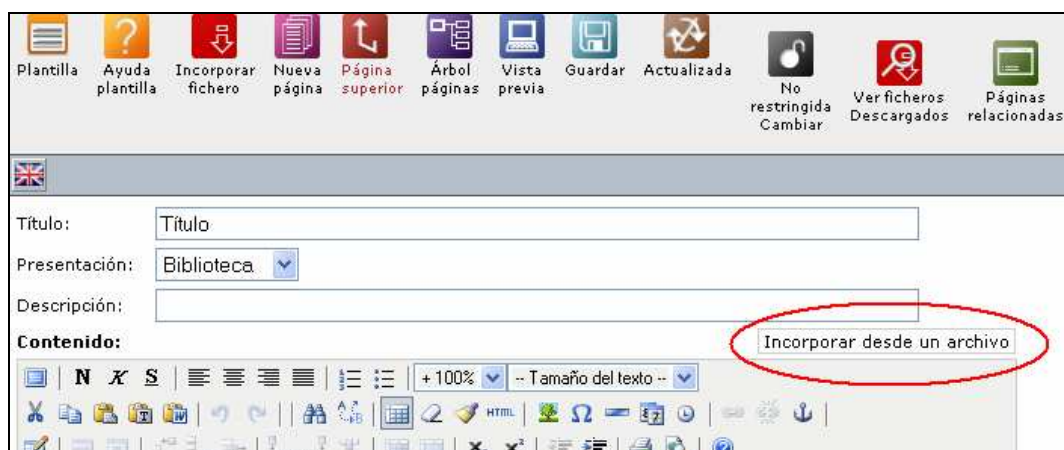 Plantilla
Ayuda plantilla
Incorporar fichero
Nueva página
Página superior
Árbol páginas
Vista previa
Guardar
Actualizada
No restringida Cambiar
Ver ficheros Descargados
Páginas relacionadas
Título: Título
Presentación: Biblioteca
Descripción:
Contenido: Incorporar desde un archivo
N K S + 100% -- Tamaño del texto --
HTML Ω